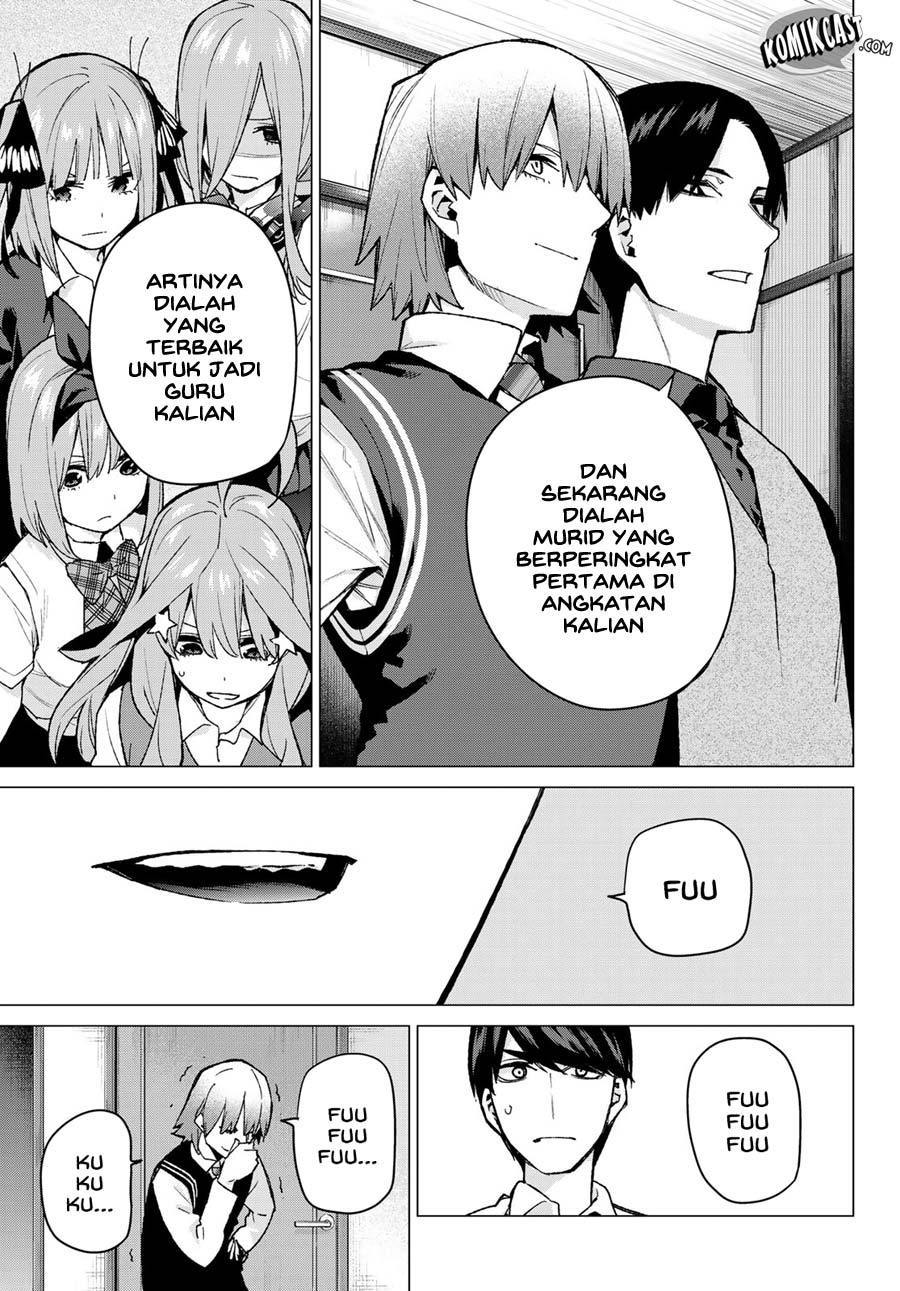 KOMIKCAST
.COM
DAN
SEKARANG
DIALAH
MURID YANG
BERPERINGKAT
PERTAMA DI
ANGKATAN
KALIAN
ARTINYA
DIALAH
YANG
TERBAIK
UNTUK JADI
GURU
KALIAN
FUU
FUU
FUU
FUU
FUU
FUU
FUU...
KU
KU
KU...